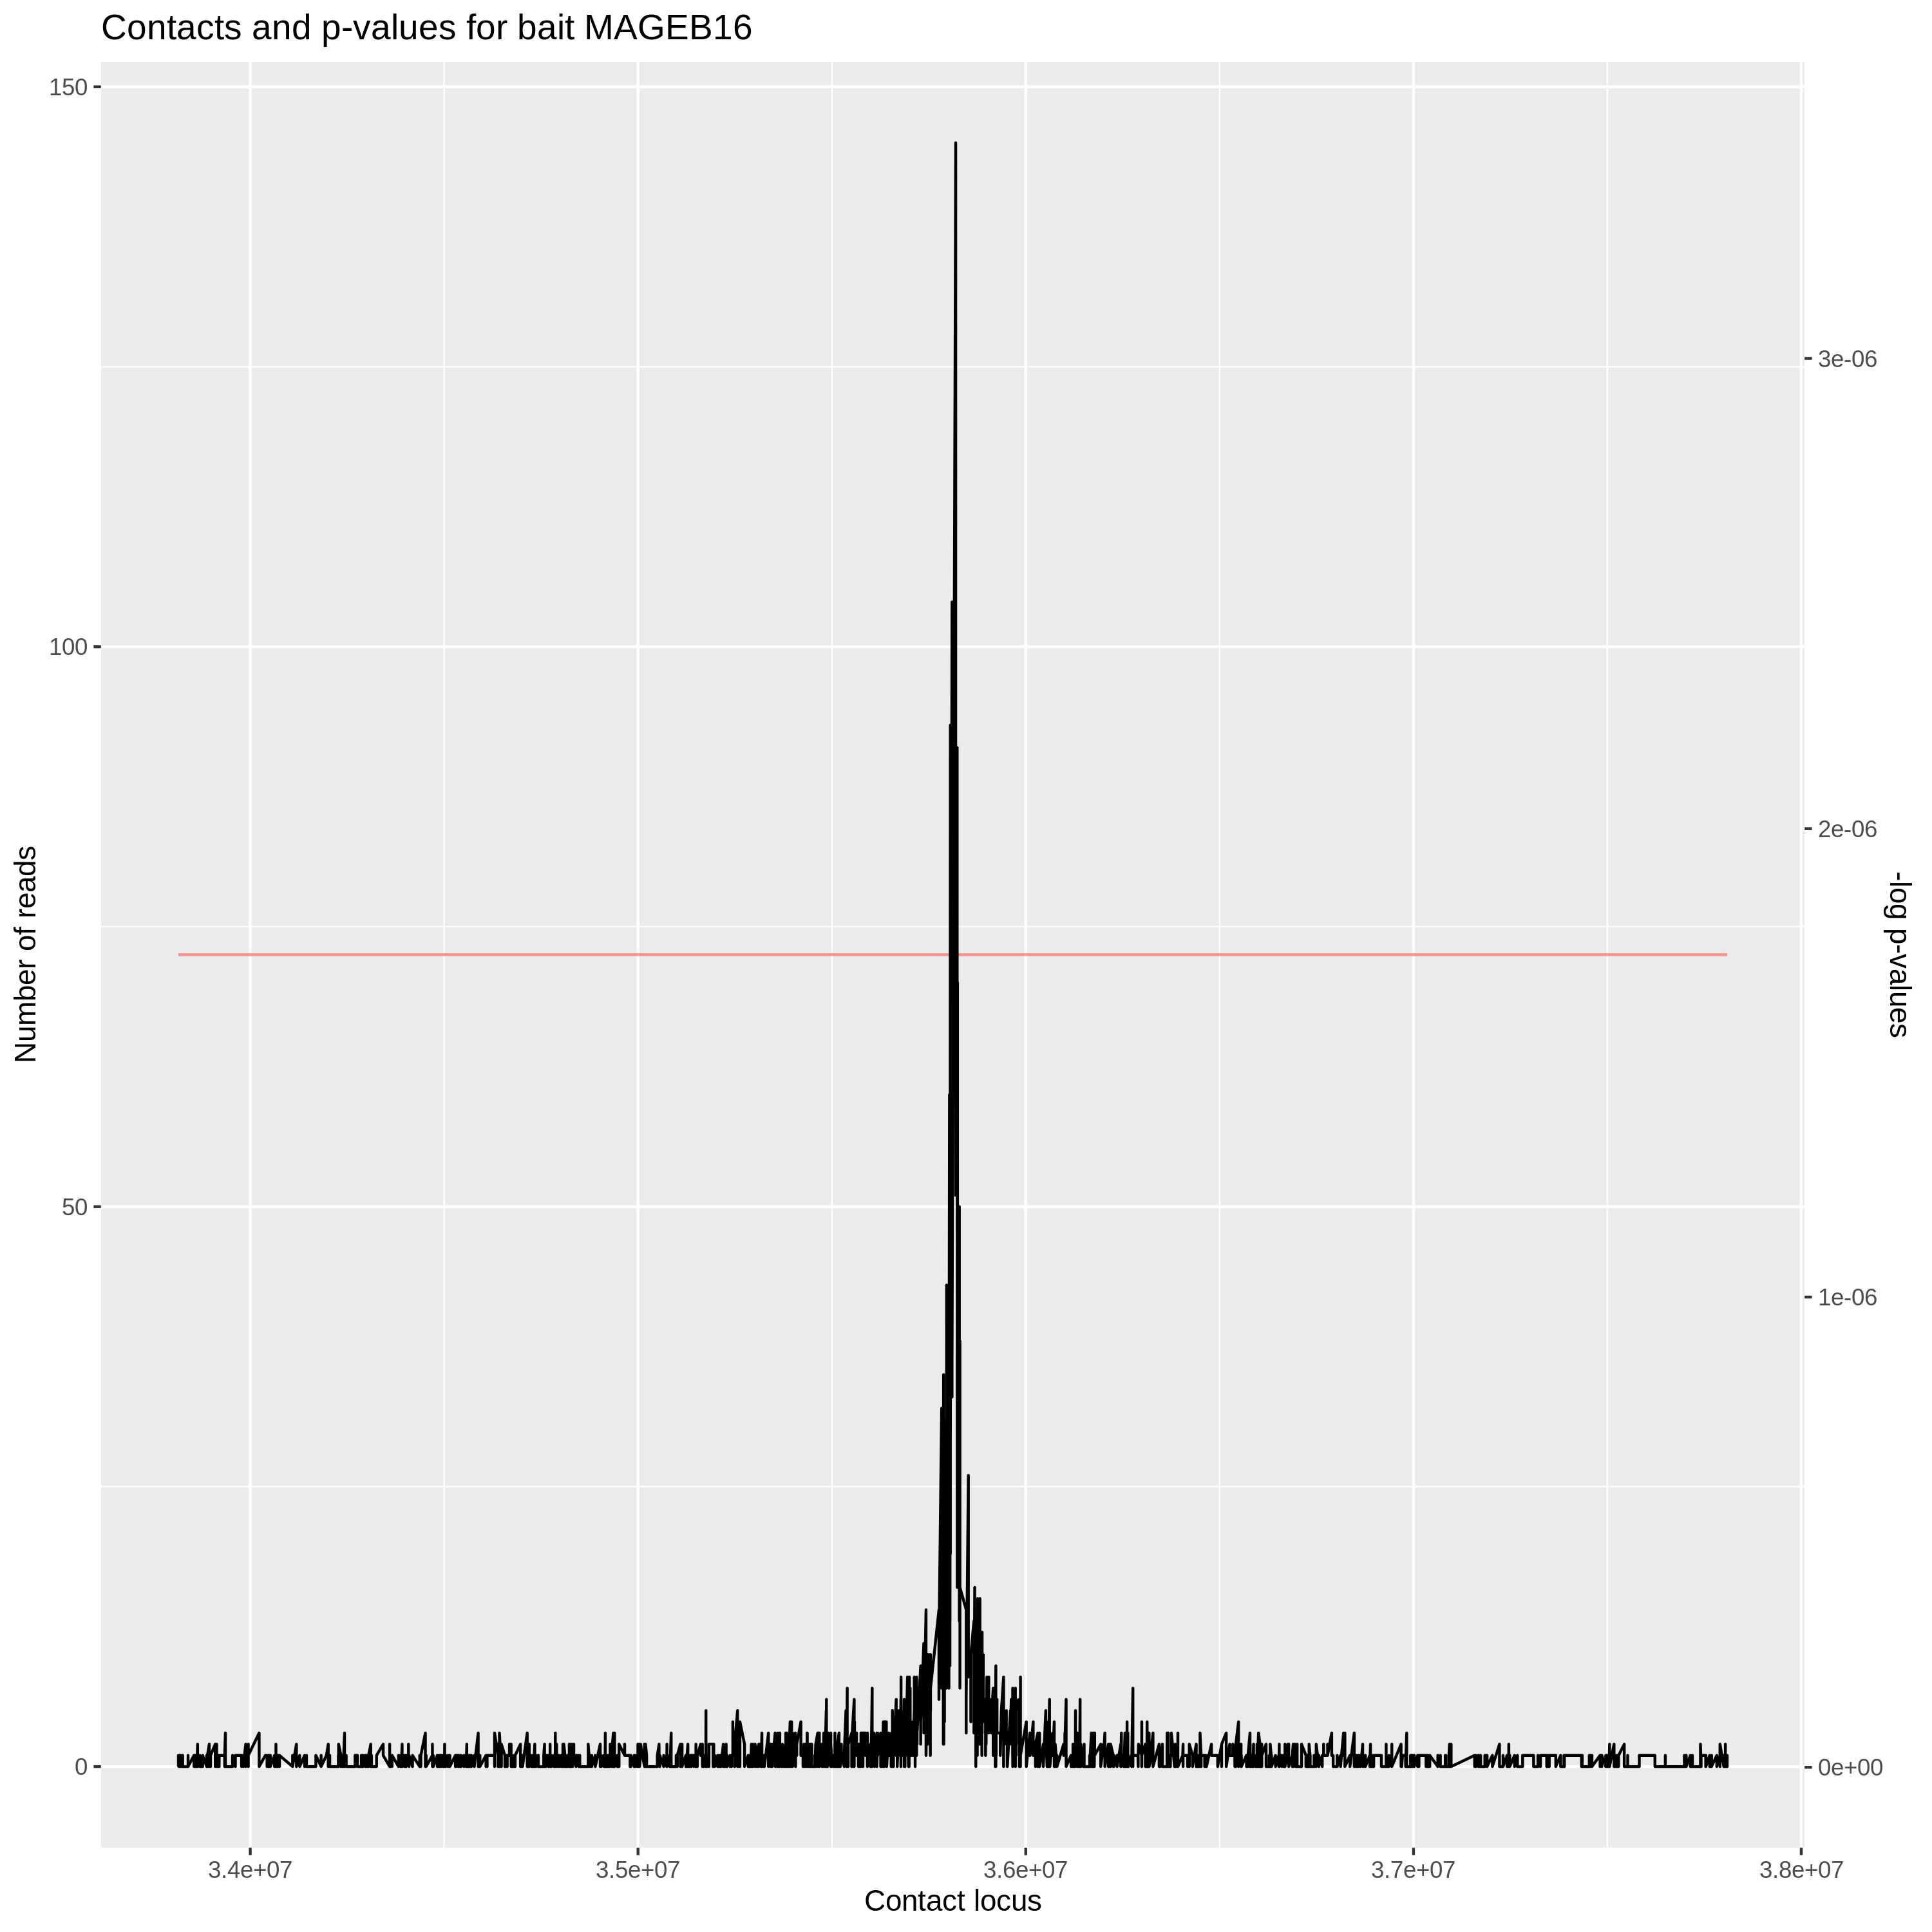 Contacts and p-values for bait MAGEB16
150
100
50
0
Number of reads
3e-06
2e-06
1e-06
0e+00
-log p-values
3.4e+07
3.5e+07
3.6e+07
3.7e+07
3.8e+07
Contact locus